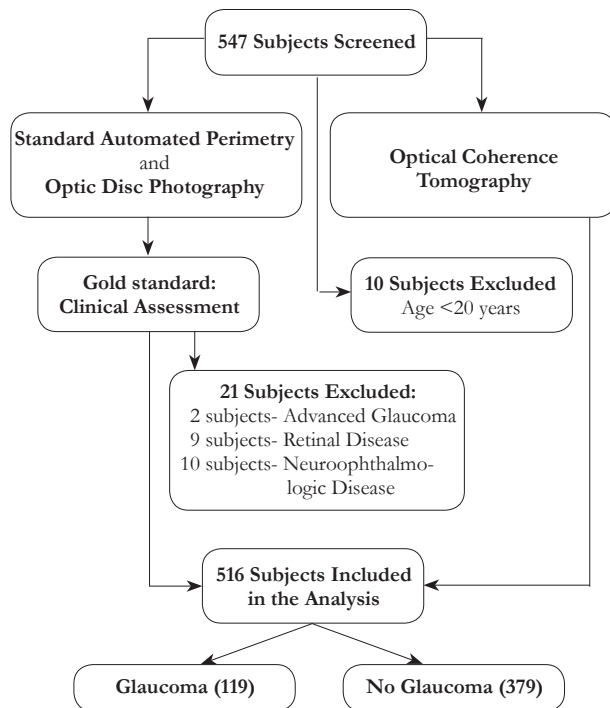 547 Subjects Screened
Standard Automated Perimetry
and
Optic Disc Photography
Optical Coherence
Tomography
Gold standard:
Clinical Assessment
10 Subjects Excluded
Age <20 years
21 Subjects Excluded:
2 subjects- Advanced Glaucoma
9 subjects- Retinal Disease
10 subjects- Neuroophthalmo-
logic Disease
516 Subjects Included
in the Analysis
Glaucoma (119)
No Glaucoma (379)